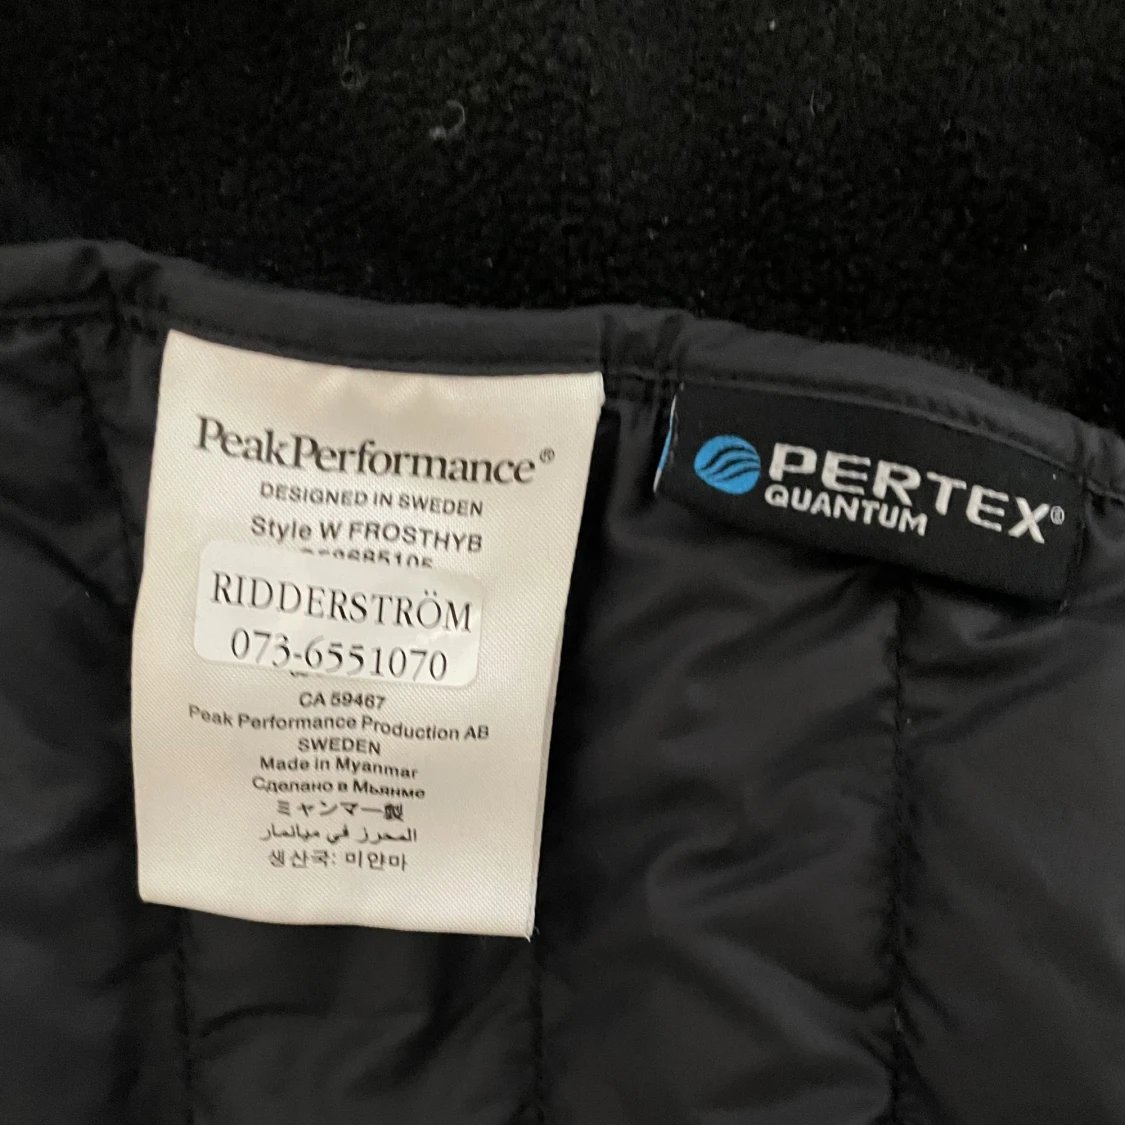 PeakPerformance®
DESIGNED IN SWEDEN
Style W FROSTHYB
RIDDERSTRÖM
073-6551070
CA 59467
Peak Performance Production AB
SWEDEN
Made in Myanmar
Сделано в Мьянме
ミャンマー製
المحرز في ميانمار
생산국: 미얀마
PERTEX®
QUANTUM